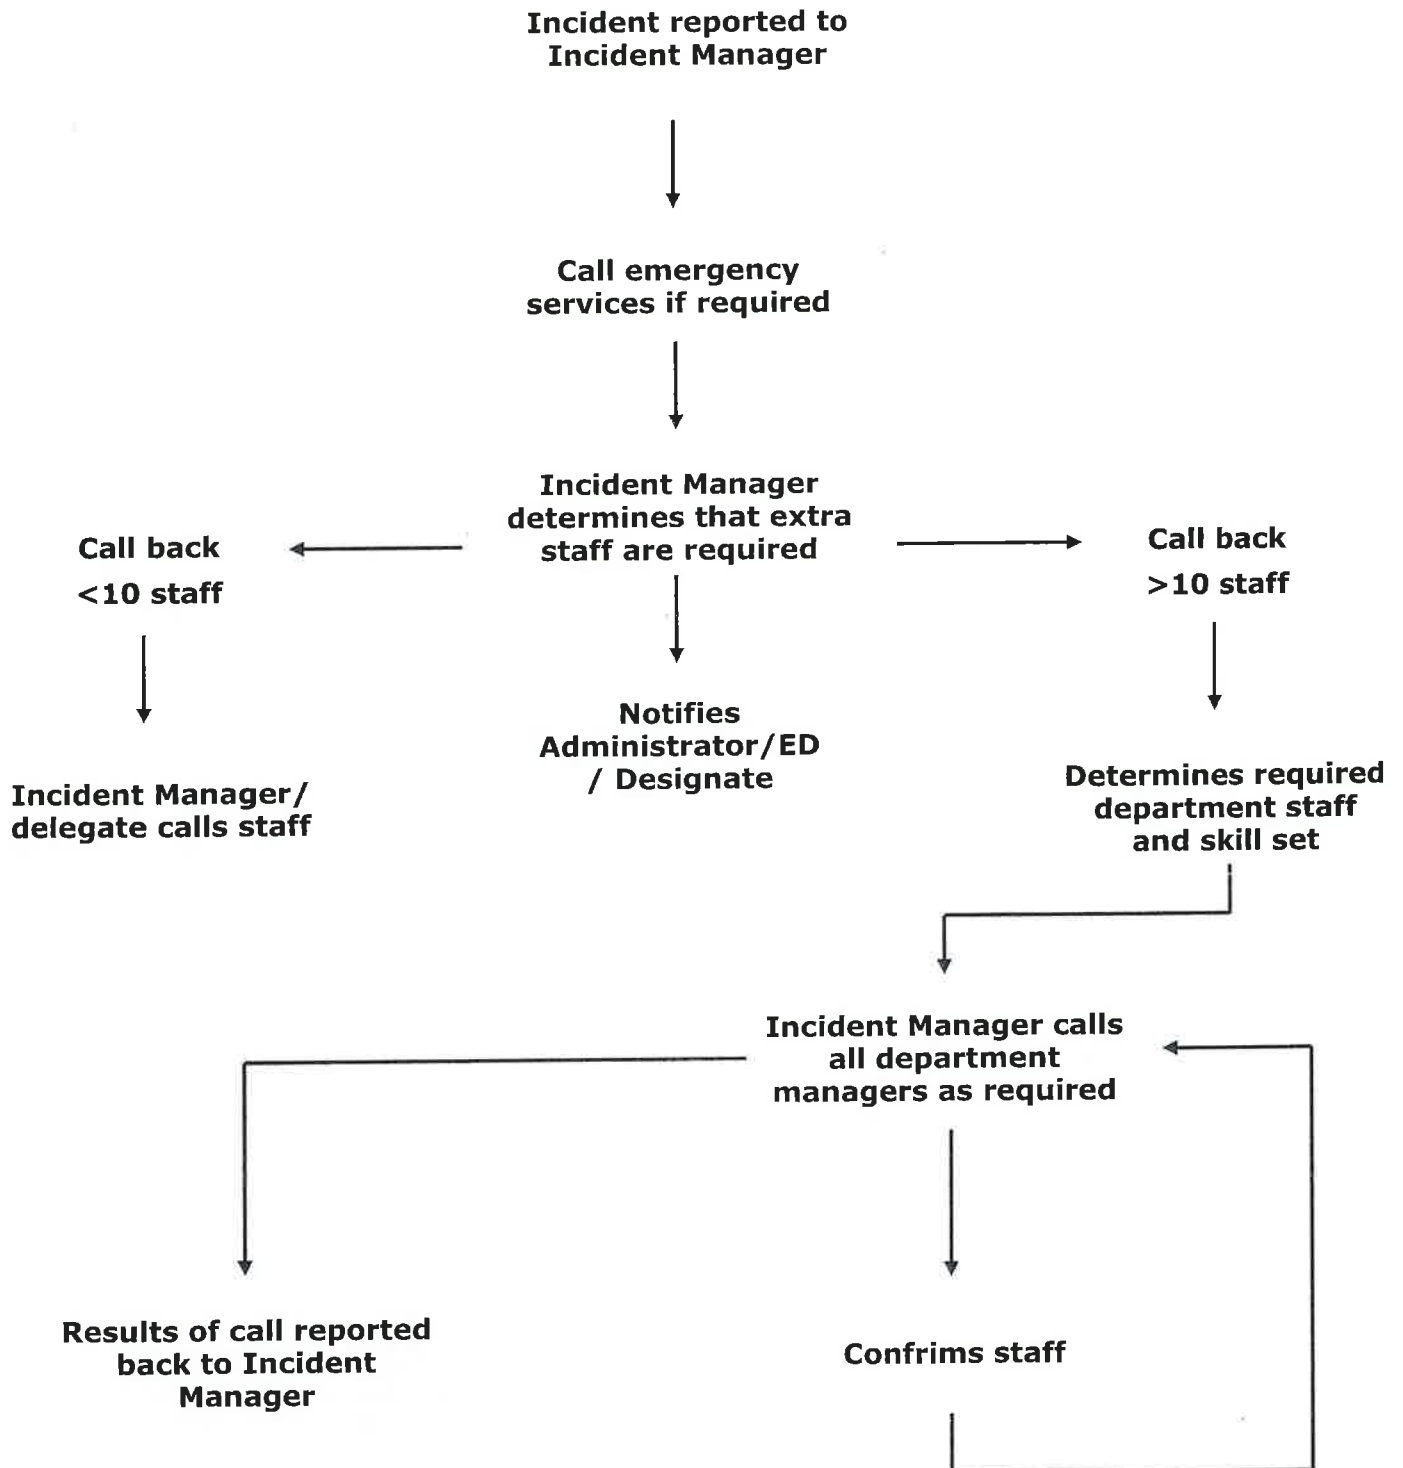 Incident reported to
Incident Manager
Call emergency
services if required
Incident Manager
determines that extra
staff are required
Call back
<10 staff
Call back
>10 staff
Notifies
Administrator/ED
/ Designate
Incident Manager/
delegate calls staff
Determines required
department staff
and skill set
Incident Manager calls
all department
managers as required
Results of call reported
back to Incident
Manager
Confrims staff